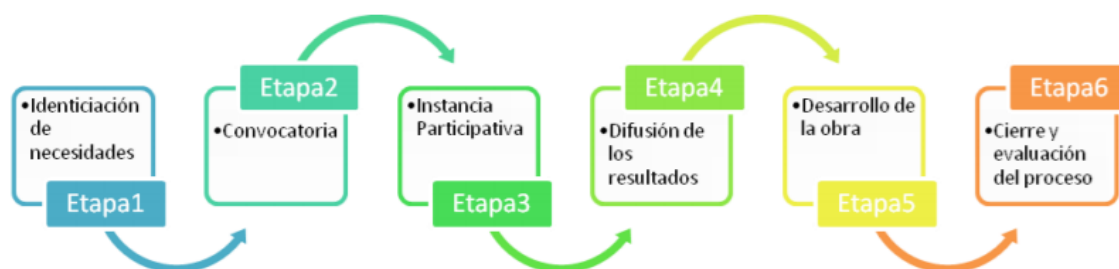 •Identiciación
de
necesidades
Etapa1
Etapa2
•Convocatoria
•Instancia
Participativa
Etapa3
Etapa4
•Difusión de
los
resultados
•Desarrollo de
la obra
Etapa5
Etapa6
•Cierre y
evaluación
del proceso